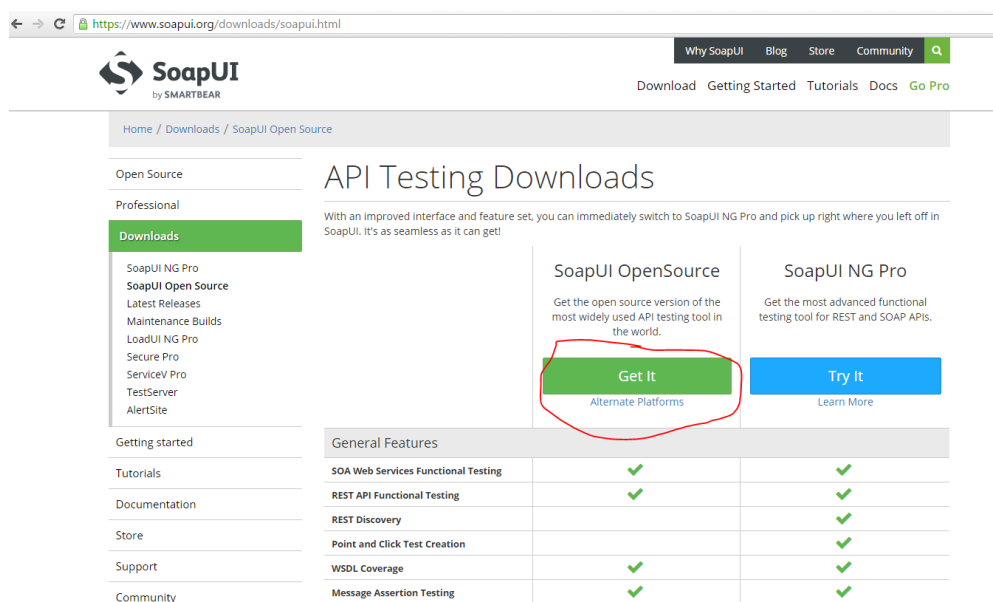 https://www.soapui.org/downloads/soapui.html
Why SoapUI Blog Store Community
SoapUI
by SMARTBEAR
Download Getting Started Tutorials Docs Go Pro
Home / Downloads / SoapUI Open Source
Open Source
Professional
Downloads
SoapUI NG Pro
SoapUI Open Source
Latest Releases
Maintenance Builds
LoadUI NG Pro
Secure Pro
ServiceV Pro
TestServer
AlertSite
Getting started
Tutorials
Documentation
Store
Support
Community
API Testing Downloads
With an improved interface and feature set, you can immediately switch to SoapUI NG Pro and pick up right where you left off in
SoapUI. It's as seamless as it can get!
SoapUI OpenSource
Get the open source version of the
most widely used API testing tool in
the world.
Get It
Alternate Platforms
SoapUI NG Pro
Get the most advanced functional
testing tool for REST and SOAP APIs.
Try It
Learn More
General Features
SOA Web Services Functional Testing
REST API Functional Testing
REST Discovery
Point and Click Test Creation
WSDL Coverage
Message Assertion Testing